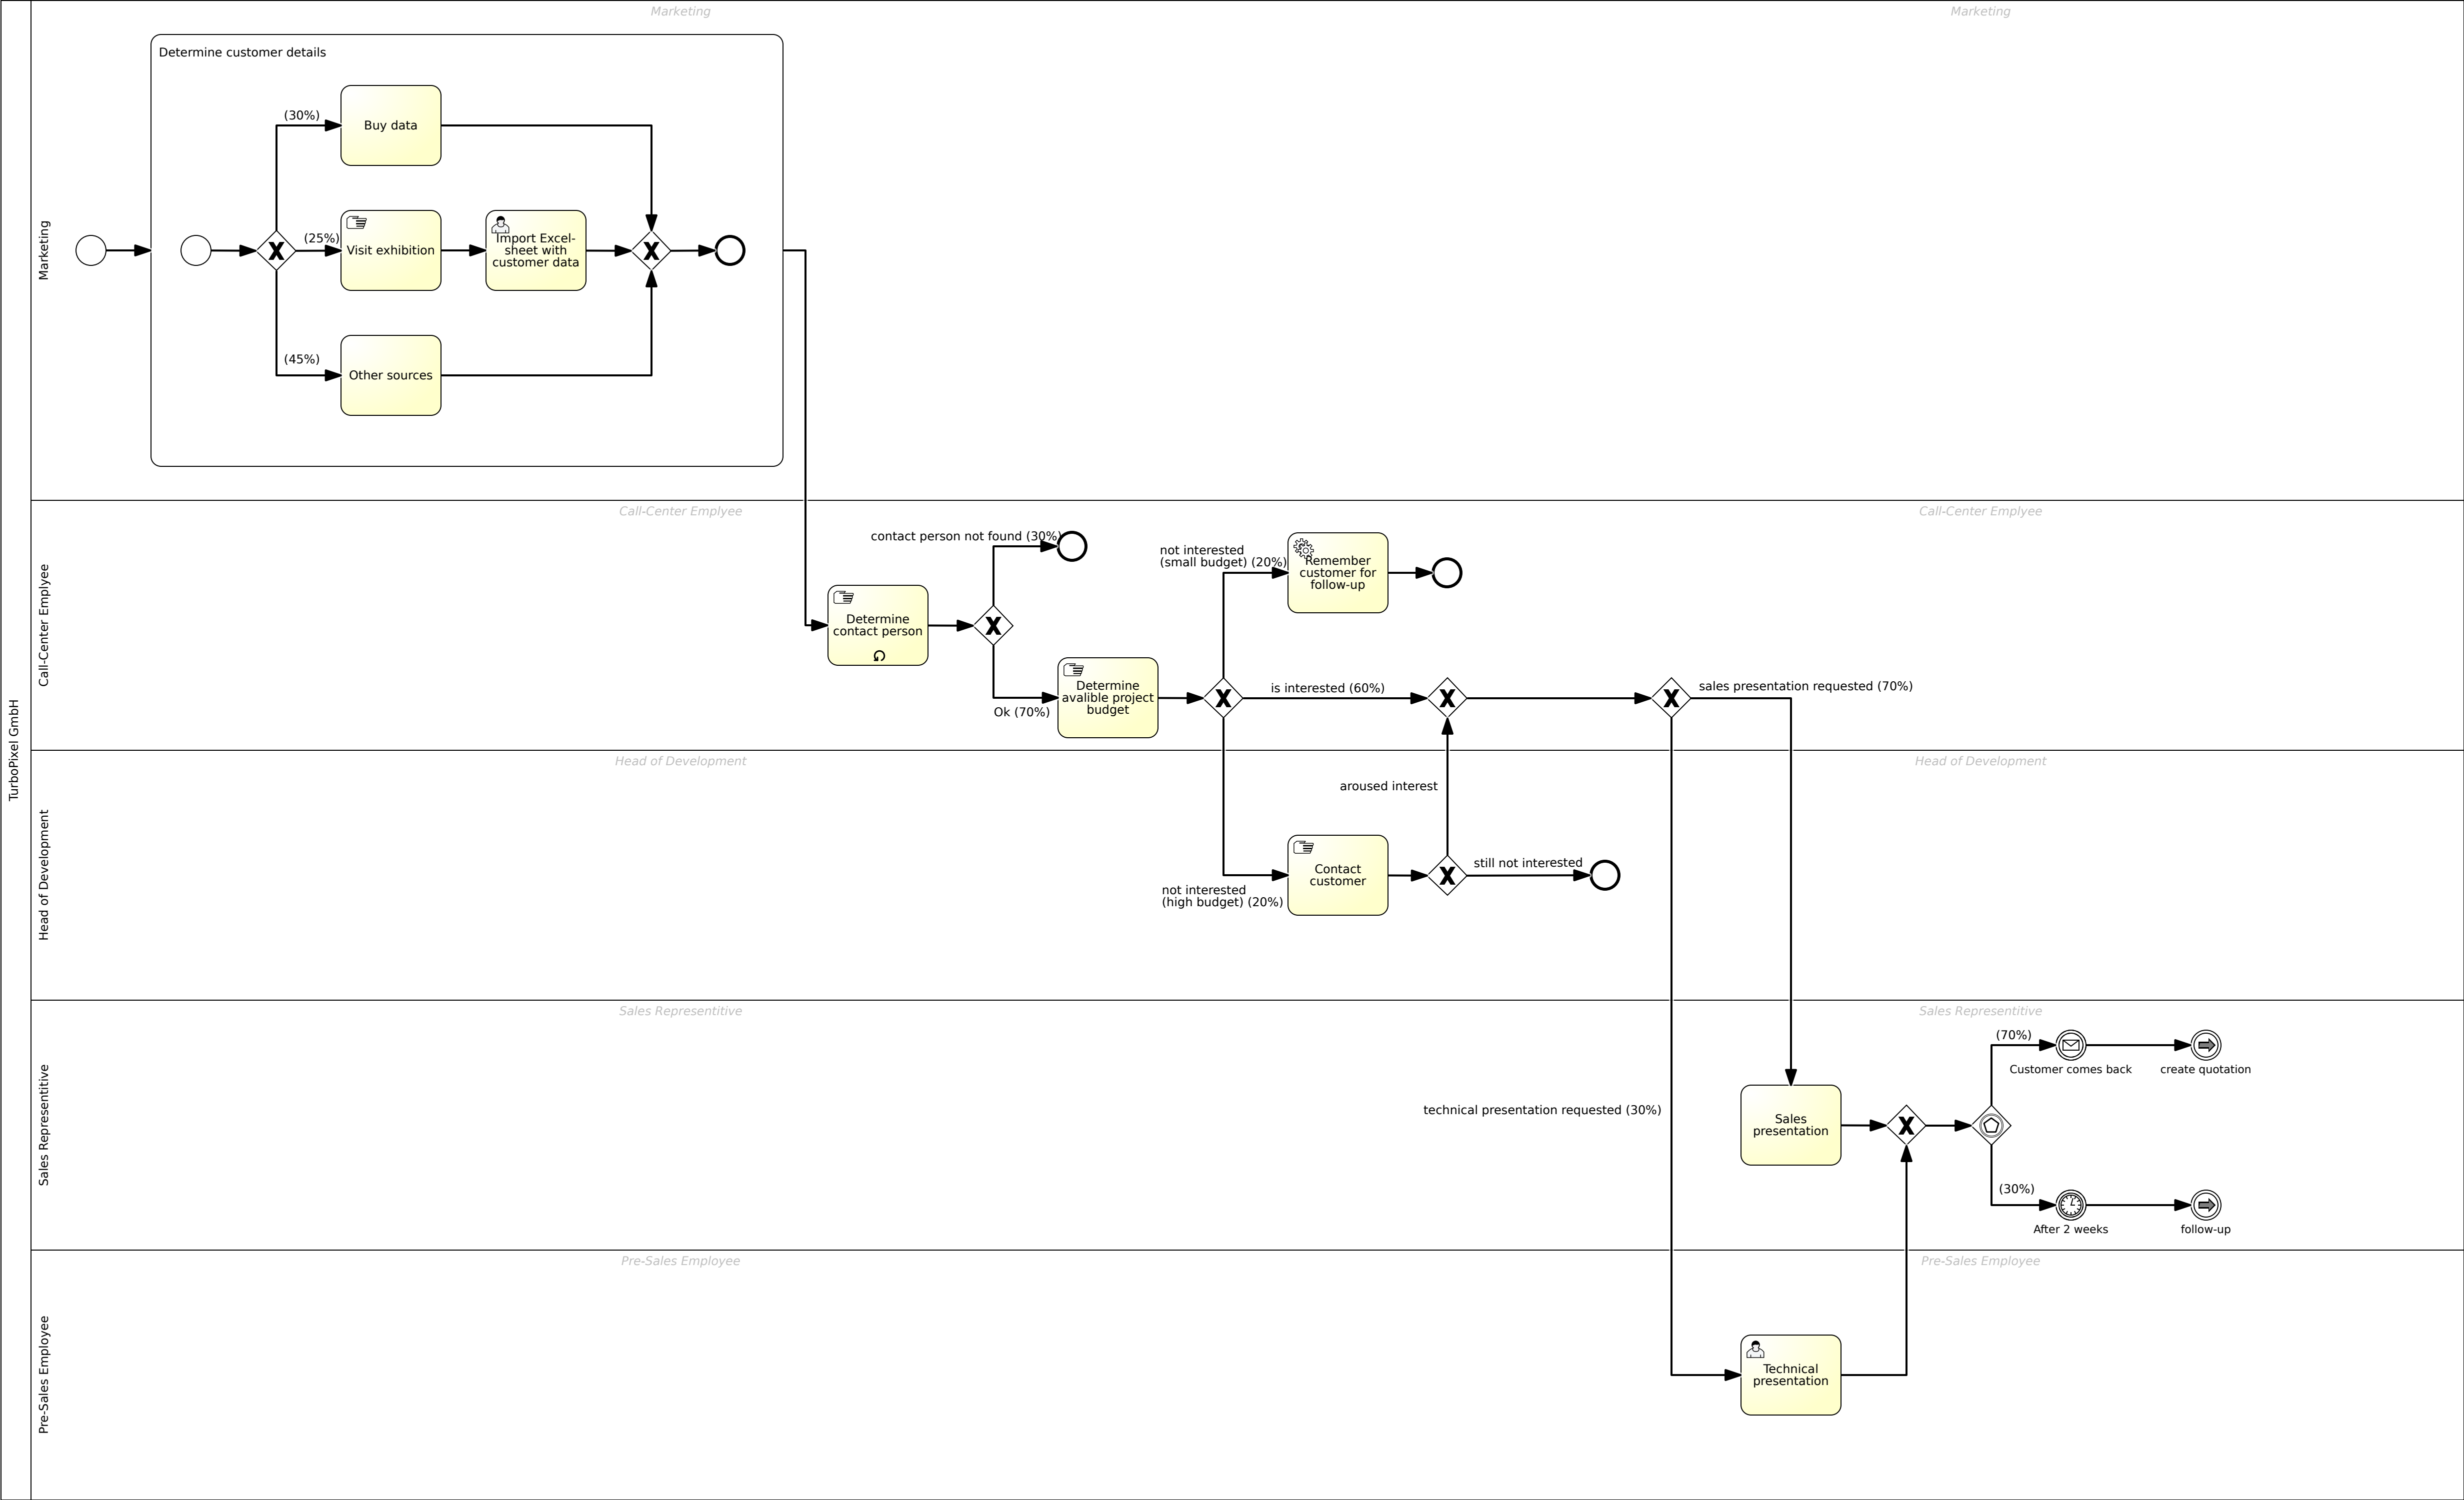 TurboPixel GmbH
Marketing
Marketing
Marketing
Determine customer details
(30%)
Buy data
(25%)
Visit exhibition
Import Excel-
sheet with
customer data
(45%)
Other sources
Call-Center Emplyee
Call-Center Emplyee
Call-Center Emplyee
contact person not found (30%)
Determine
contact person
Ok (70%)
Determine
avalible project
budget
not interested
(small budget) (20%)
Remember
customer for
follow-up
is interested (60%)
sales presentation requested (70%)
Head of Development
Head of Development
Head of Development
aroused interest
not interested
(high budget) (20%)
Contact
customer
still not interested
Sales Representitive
Sales Representitive
Sales Representitive
technical presentation requested (30%)
Sales
presentation
(70%)
Customer comes back
create quotation
(30%)
After 2 weeks
follow-up
Pre-Sales Employee
Pre-Sales Employee
Pre-Sales Employee
Technical
presentation